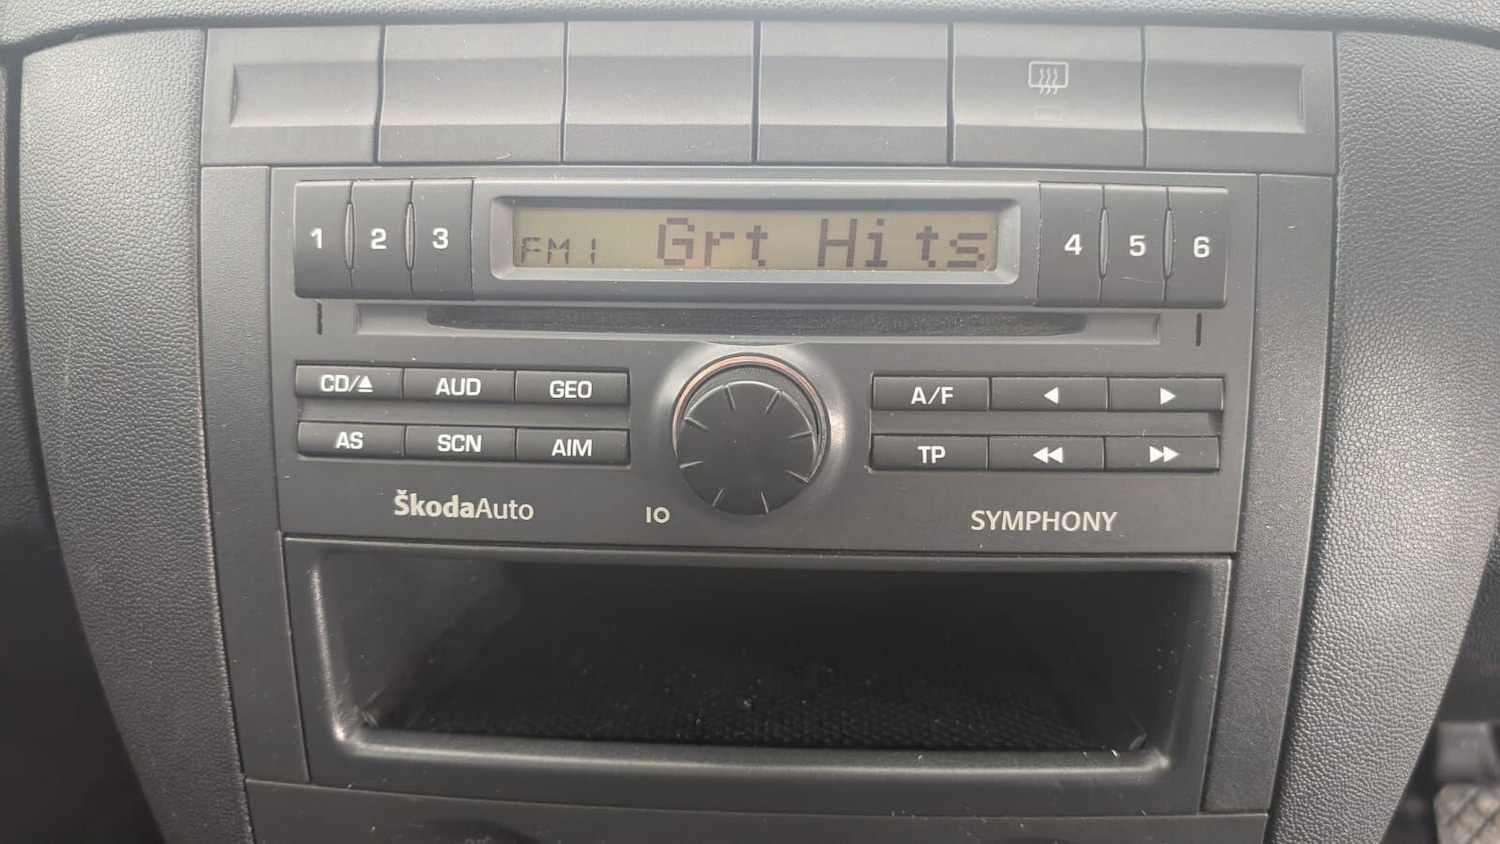 1 2 3 FM1 Grt Hits 4 5 6
CD/ AUD GEO A/F
AS SCN AIM TP
ŠkodaAuto IO SYMPHONY